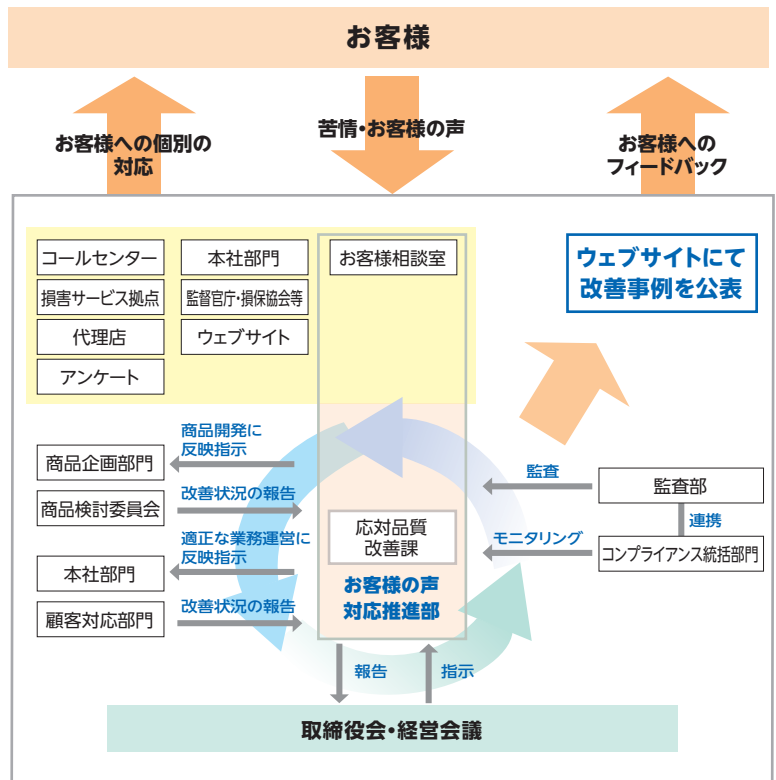 お客様
お客様への個別の
対応
苦情・お客様の声
お客様への
フィードバック
コールセンター
本社部門
お客様相談室
損害サービス拠点
監督官庁・損保協会等
代理店
ウェブサイト
アンケート
ウェブサイトにて
改善事例を公表
商品開発に
反映指示
商品企画部門
改善状況の報告
商品検討委員会
適正な業務運営に
反映指示
本社部門
改善状況の報告
顧客対応部門
応対品質
改善課
お客様の声
対応推進部
監査
監査部
連携
モニタリング
コンプライアンス統括部門
報告
指示
取締役会・経営会議